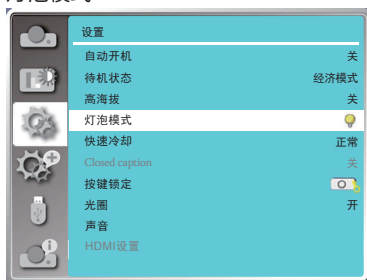 设置
自动开机 关
待机状态 经济模式
高海拔 关
灯泡模式
快速冷却 正常
Closed caption 关
按键锁定
光圈 开
声音
HDMI设置